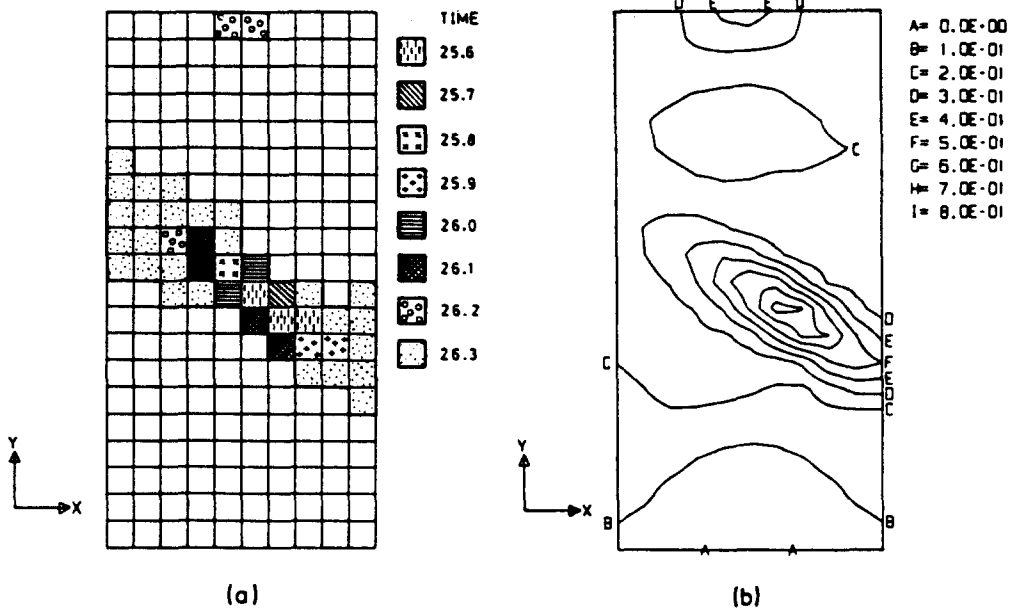 TIME
25.6
25.7
25.8
25.9
26.0
26.1
26.2
26.3
Y
X
(a)
D E E D
A= 0.0E+00
B= 1.0E-01
C= 2.0E-01
D= 3.0E-01
E= 4.0E-01
F= 5.0E-01
G= 6.0E-01
H= 7.0E-01
I= 8.0E-01
C
D
E
F
E
D
C
C
B
B
A A
Y
X
(b)